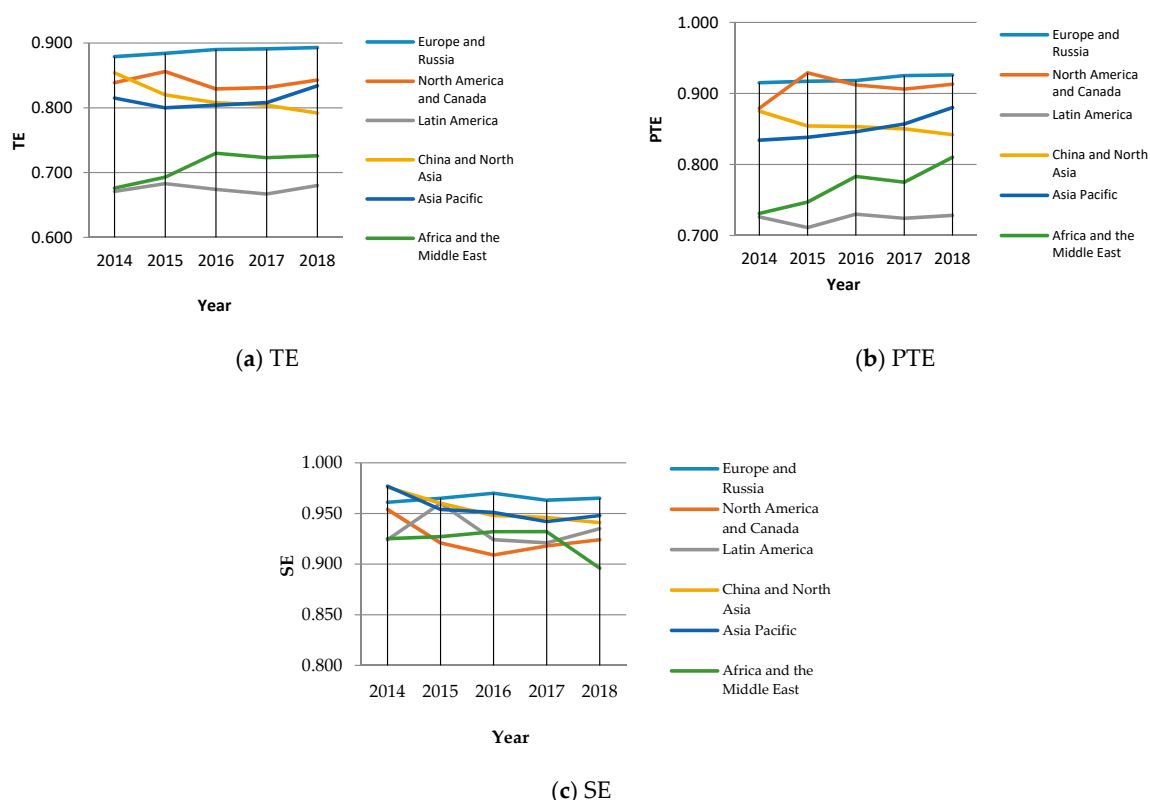 0.900
0.800
0.700
0.600
TE
2014 2015 2016 2017 2018
Year
Europe and
Russia
North America
and Canada
Latin America
China and North
Asia
Asia Pacific
Africa and the
Middle East
(a) TE
1.000
0.900
0.800
0.700
PTE
2014 2015 2016 2017 2018
Year
Europe and
Russia
North America
and Canada
Latin America
China and North
Asia
Asia Pacific
Africa and the
Middle East
(b) PTE
1.000
0.950
0.900
0.850
0.800
SE
2014 2015 2016 2017 2018
Year
Europe and
Russia
North America
and Canada
Latin America
China and North
Asia
Asia Pacific
Africa and the
Middle East
(c) SE